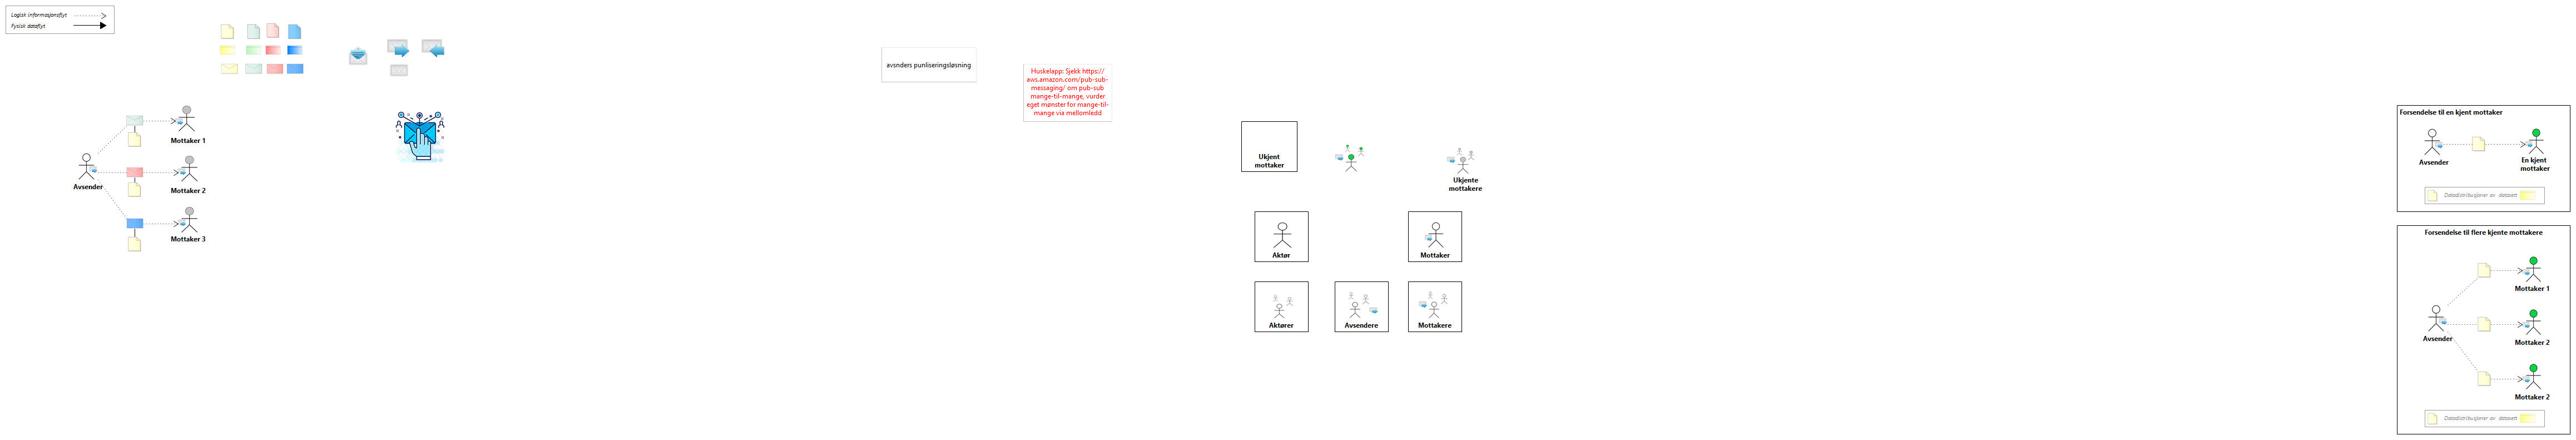 Logisk informasjonsflyt
Fysisk dataflyt
avsnders punliseringsløsning
Huskelapp: Sjekk https://
aws.amazon.com/pub-sub-
messaging/ om pub-sub
mange-til-mange, vurder
eget mønster for mange-til-
mange via mellomledd
Mottaker 1
Avsender
Mottaker 2
Mottaker 3
Ukjent
mottaker
Ukjente
mottakere
Aktør
Mottaker
Aktører
Avsendere
Mottakere
Forsendelse til en kjent mottaker
Avsender
En kjent
mottaker
Datadistribusjoner av datasett
Forsendelse til flere kjente mottakere
Mottaker 1
Avsender
Mottaker 2
Mottaker 2
Datadistribusjoner av datasett